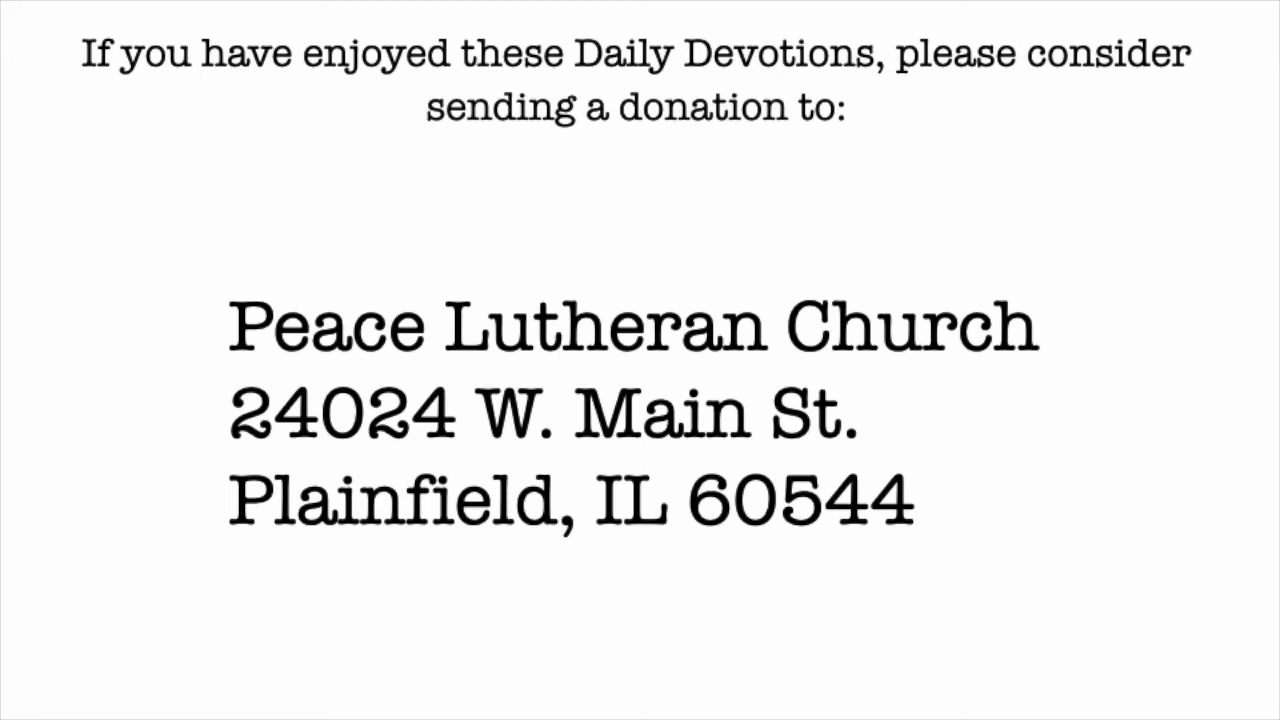 If you have enjoyed these Daily Devotions, please consider
sending a donation to:
Peace Lutheran Church
24024 W. Main St.
Plainfield, IL 60544